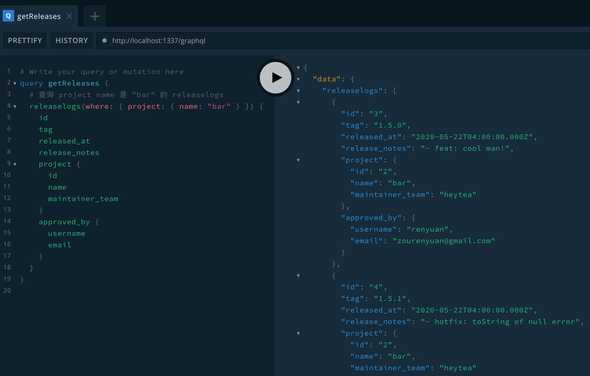 getReleases
PRETTIFY
HISTORY
http://localhost:1337/graphql
1 # Write your query or mutation here
2 query getReleases {
3 # 查询 project name 是 "bar" 的 releaselogs
4 releaselogs(where: { project: { name: "bar" } }) {
5 id
6 tag
7 released_at
8 release_notes
9 project {
10 id
11 name
12 maintainer_team
13 }
14 approved_by {
15 username
16 email
17 }
18 }
19 }
20
{
"data": {
"releaselogs": [
{
"id": "3",
"tag": "1.5.0",
"released_at": "2020-05-22T04:00:00.000Z",
"release_notes": "- feat: cool man!",
"project": {
"id": "2",
"name": "bar",
"maintainer_team": "heytea"
},
"approved_by": {
"username": "renyuan",
"email": "zourenyuan@gmail.com"
}
},
{
"id": "4",
"tag": "1.5.1",
"released_at": "2020-05-22T04:00:00.000Z",
"release_notes": "- hotfix: toString of null error",
"project": {
"id": "2",
"name": "bar",
"maintainer_team": "heytea"